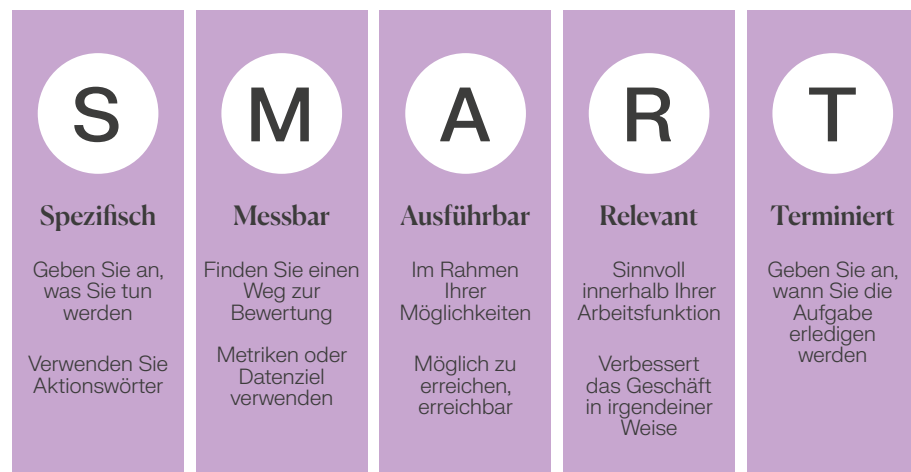 S
Spezifisch
Geben Sie an,
was Sie tun
werden
Verwenden Sie
Aktionswörter
M
Messbar
Finden Sie einen
Weg zur
Bewertung
Metriken oder
Datenziel
verwenden
A
Ausführbar
Im Rahmen
Ihrer
Möglichkeiten
Möglich zu
erreichen,
erreichbar
R
Relevant
Sinnvoll
innerhalb Ihrer
Arbeitsfunktion
Verbessert
das Geschäft
in irgendeiner
Weise
T
Terminiert
Geben Sie an,
wann Sie die
Aufgabe
erledigen
werden